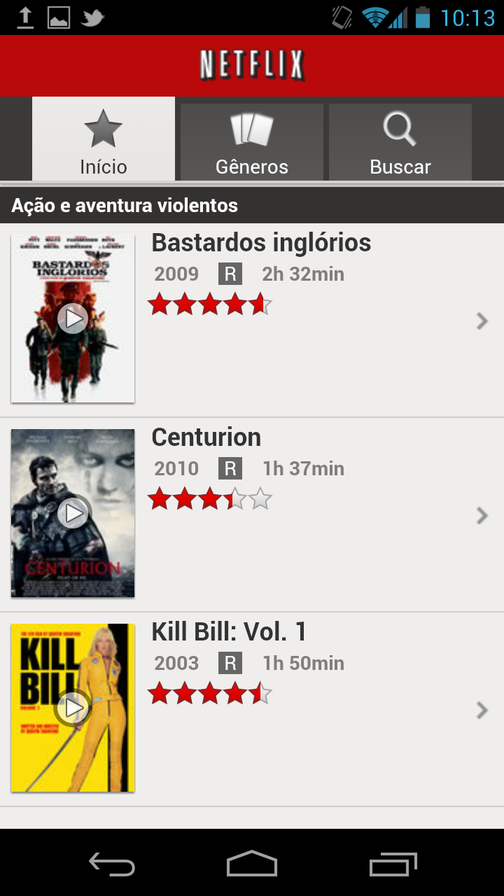 10:13
NETFLIX
Início
Gêneros
Buscar
Ação e aventura violentos
BASTARDOS
INGLÓRIOS
Bastardos inglórios
2009 R 2h 32min
CENTURION
Centurion
2010 R 1h 37min
KILL
BILL
Kill Bill: Vol. 1
2003 R 1h 50min